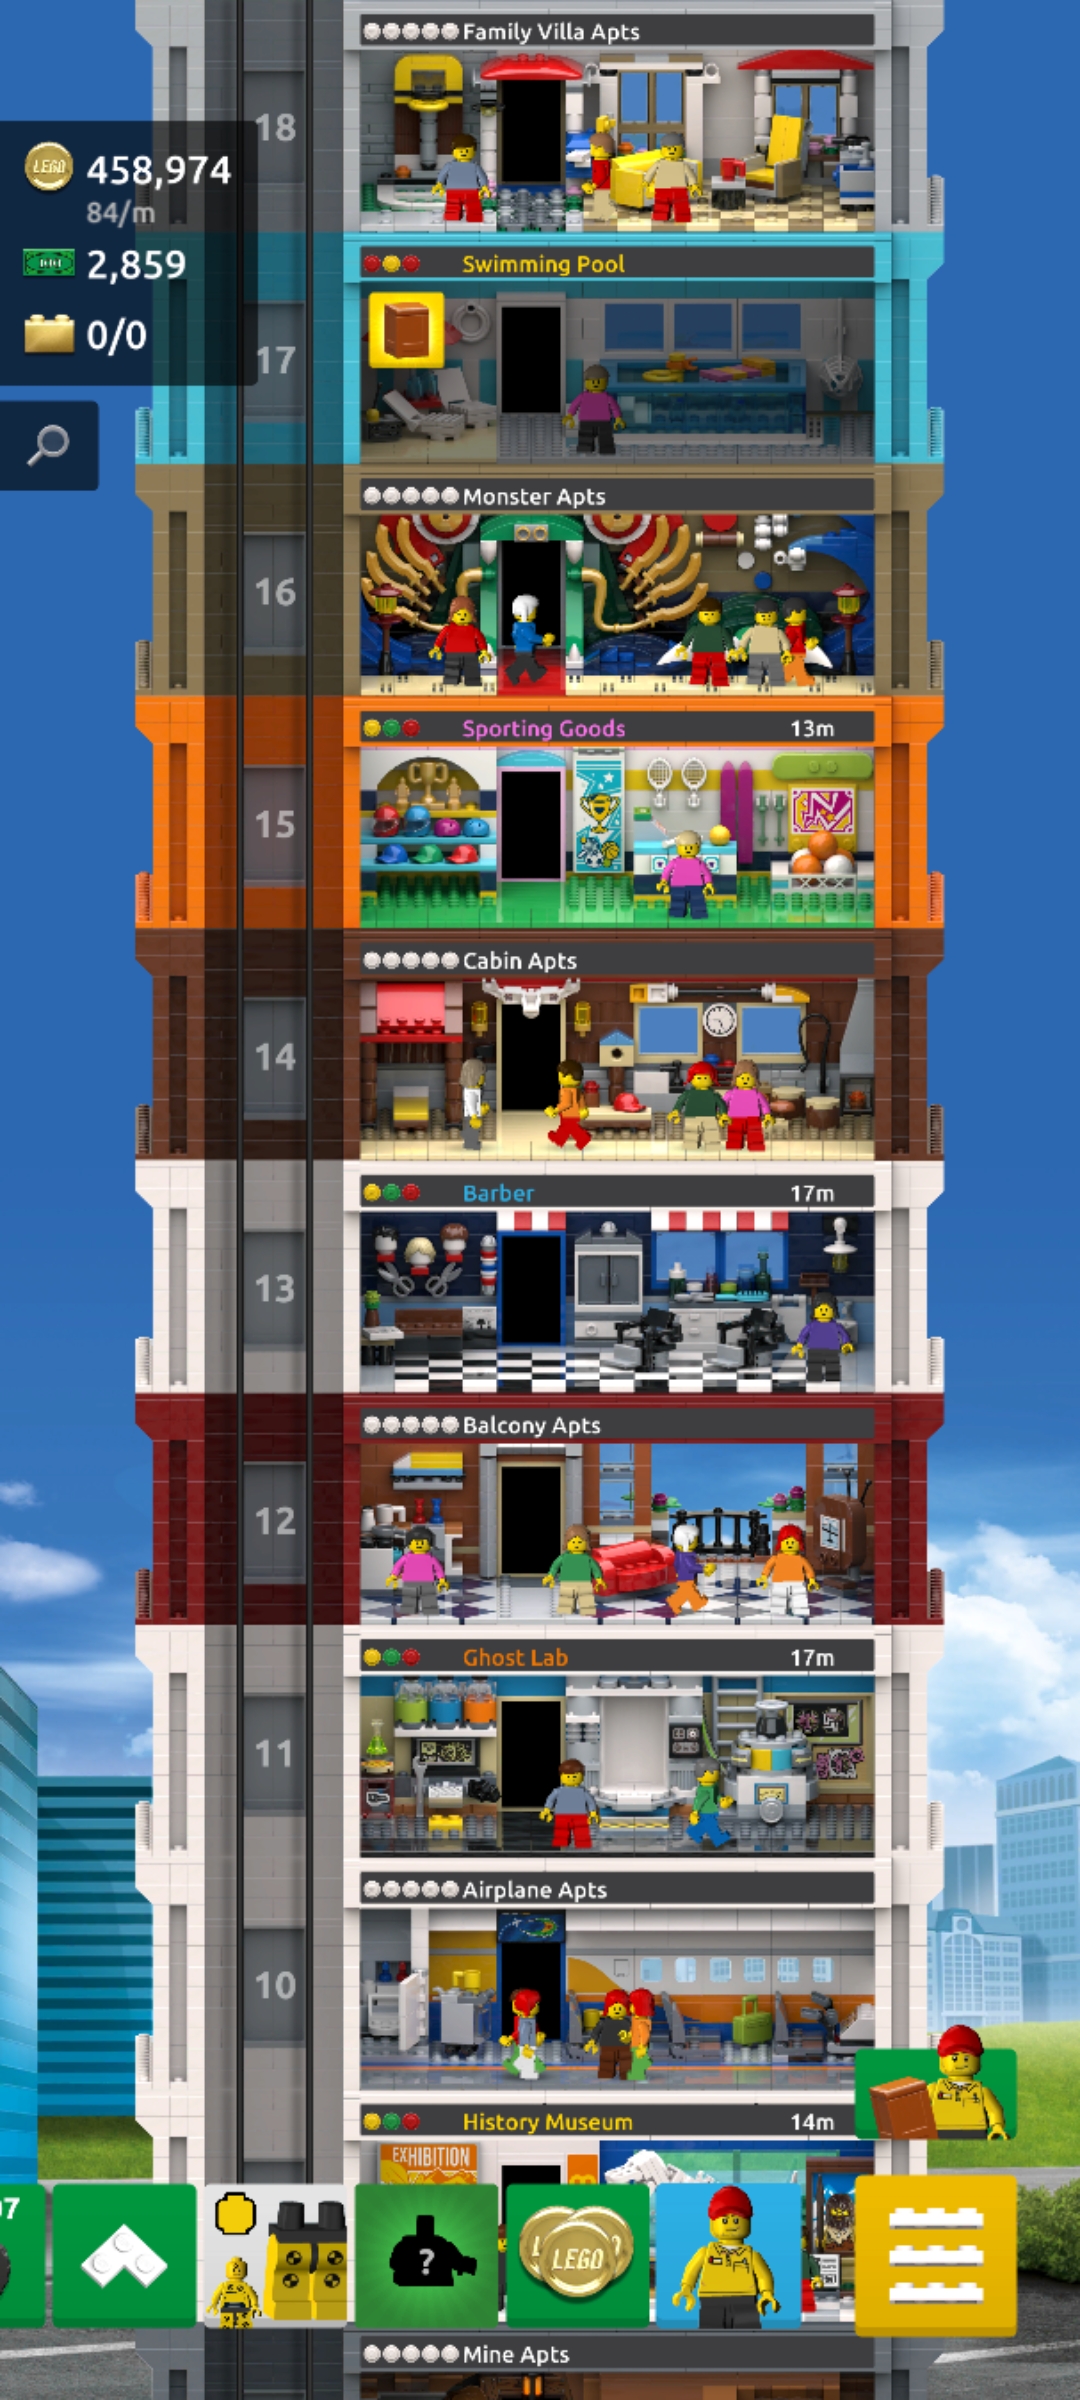 Family Villa Apts
18
LEGO 458,974
84/m
2,859
0/0
Swimming Pool
17
Monster Apts
16
Sporting Goods 13m
15
Cabin Apts
14
Barber 17m
13
Balcony Apts
12
Ghost Lab 17m
11
Airplane Apts
10
History Museum 14m
EXHIBITION
7
?
LEGO
Mine Apts